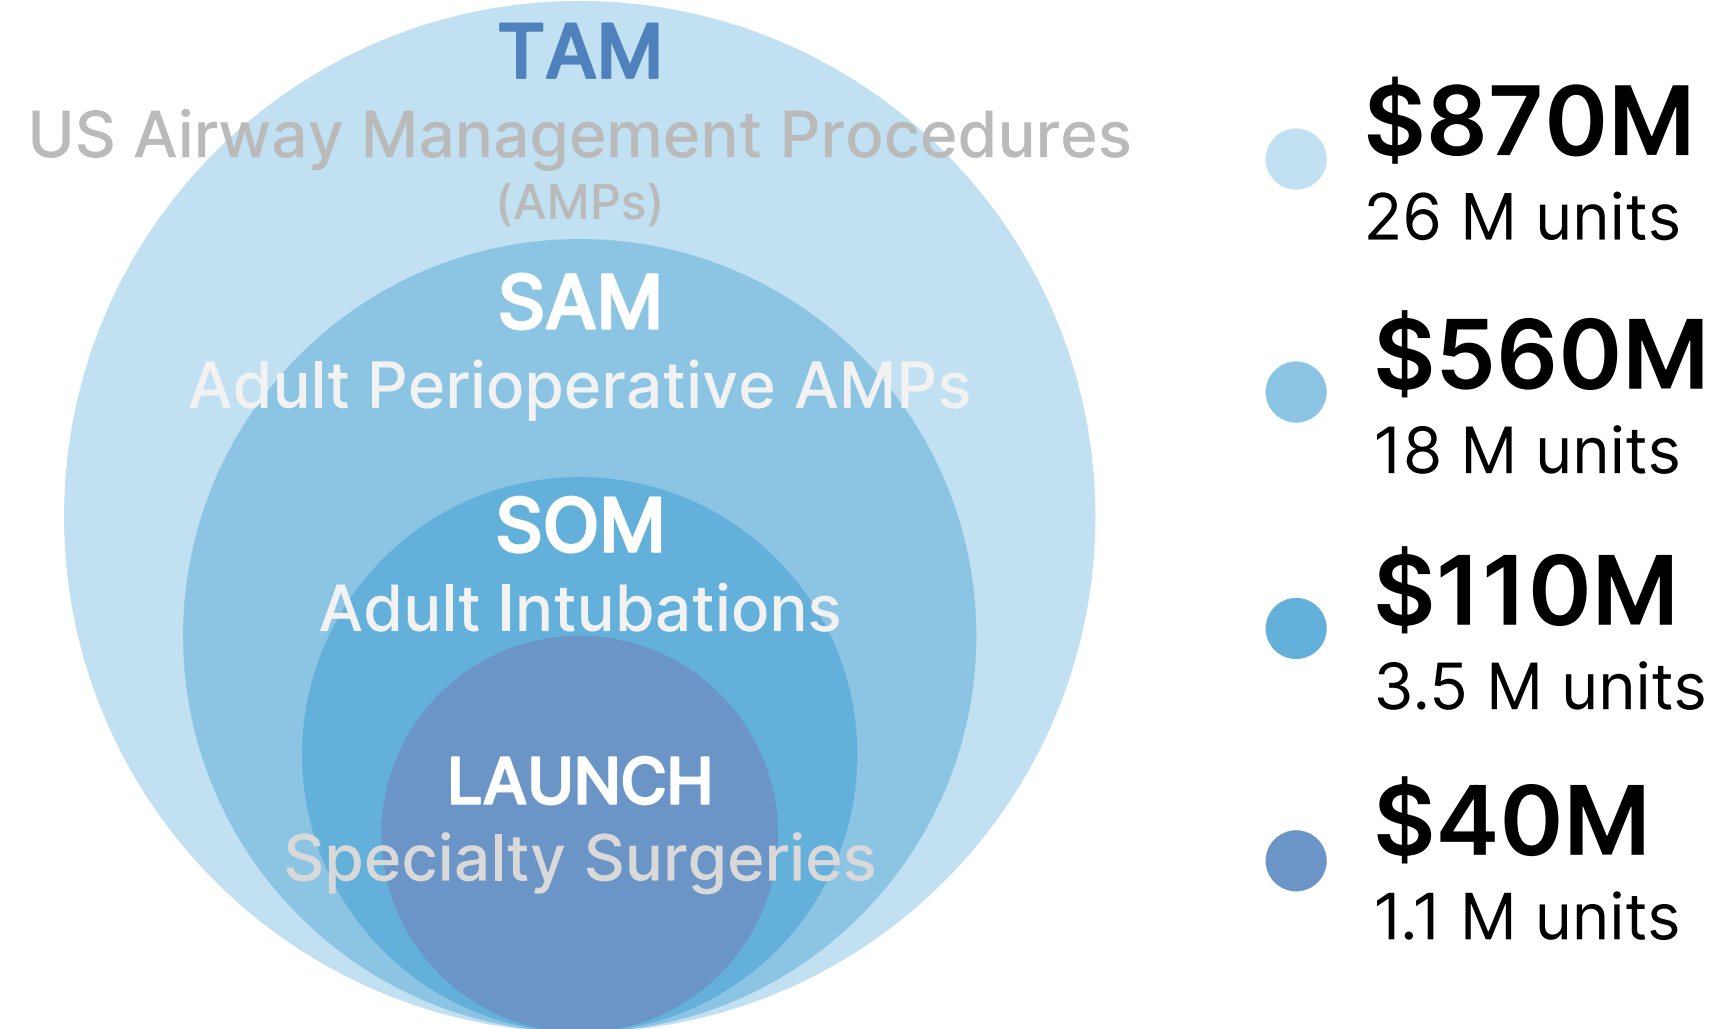 TAM
US Airway Management Procedures
(AMPs)
SAM
Adult Perioperative AMPs
SOM
Adult Intubations
LAUNCH
Specialty Surgeries
$870M
26 M units
$560M
18 M units
$110M
3.5 M units
$40M
1.1 M units